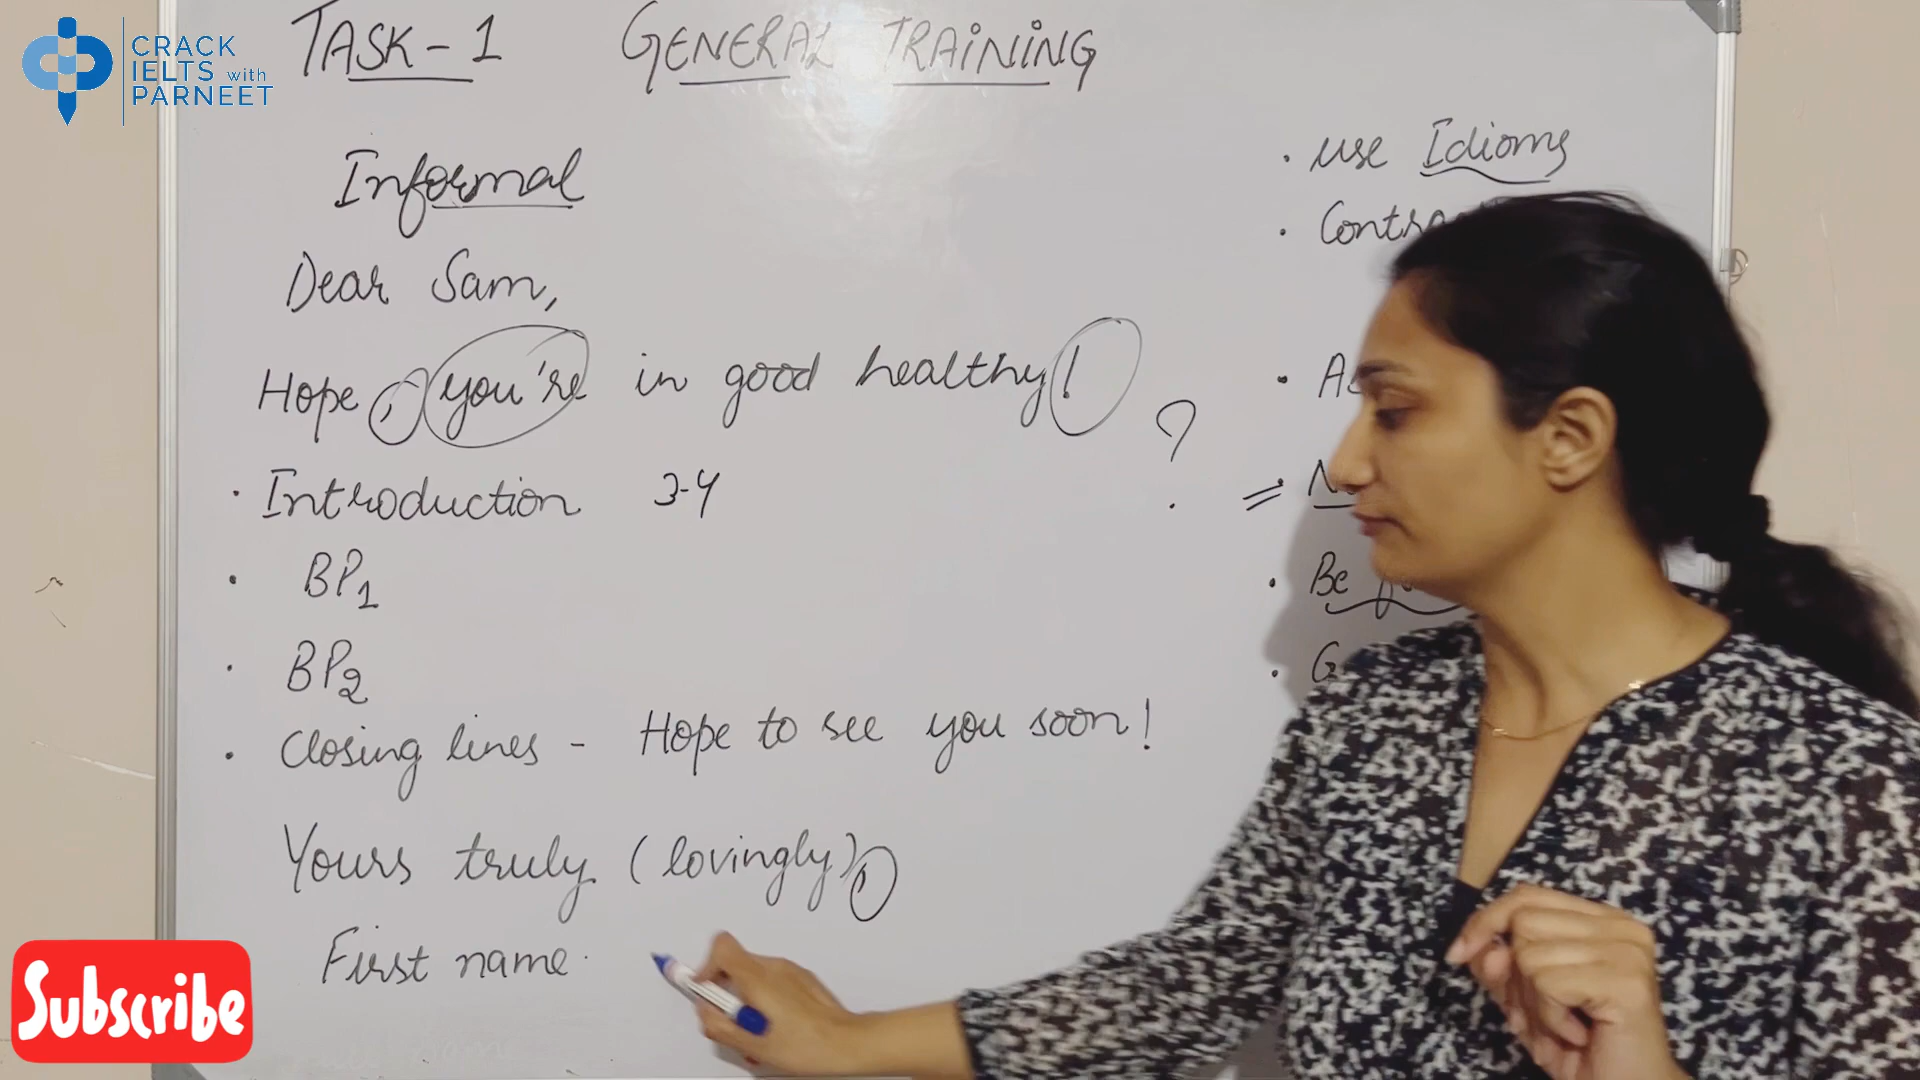 CRACK
IELTS with
PARNEET
TASK-1 GENERAL TRAINING
Informal
Dear Sam,
Hope, you're in good healthy!
?
• Introduction 3-4
• BP1
• BP2
• Closing lines - Hope to see you soon!
Yours truly (lovingly),
First name.
• use Idioms
•
•
•
• Be
•
Subscribe